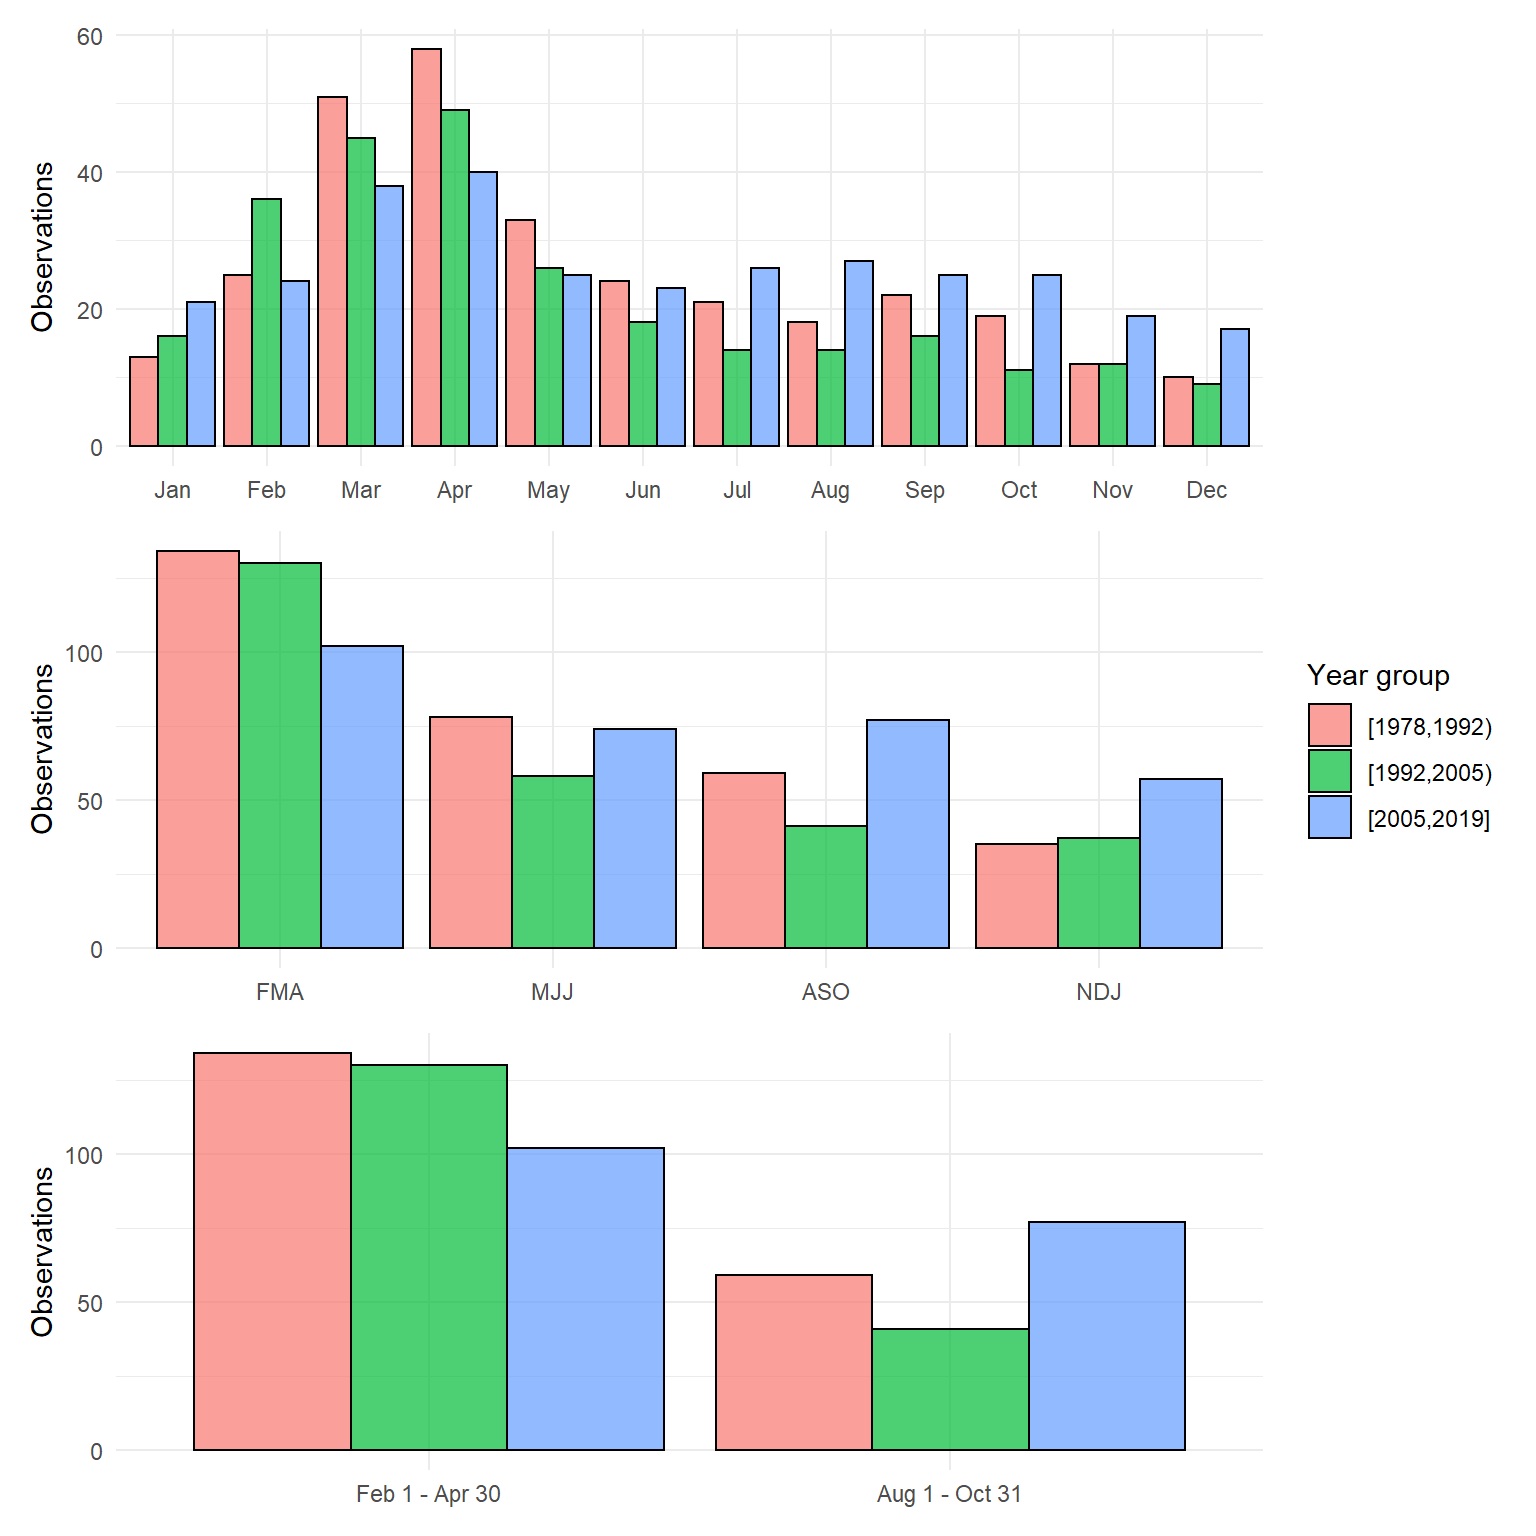 Observations
60
40
20
0
Jan Feb Mar Apr May Jun Jul Aug Sep Oct Nov Dec
Observations
100
50
0
FMA MJJ ASO NDJ
Year group
[1978,1992)
[1992,2005)
[2005,2019]
Observations
100
50
0
Feb 1 - Apr 30 Aug 1 - Oct 31